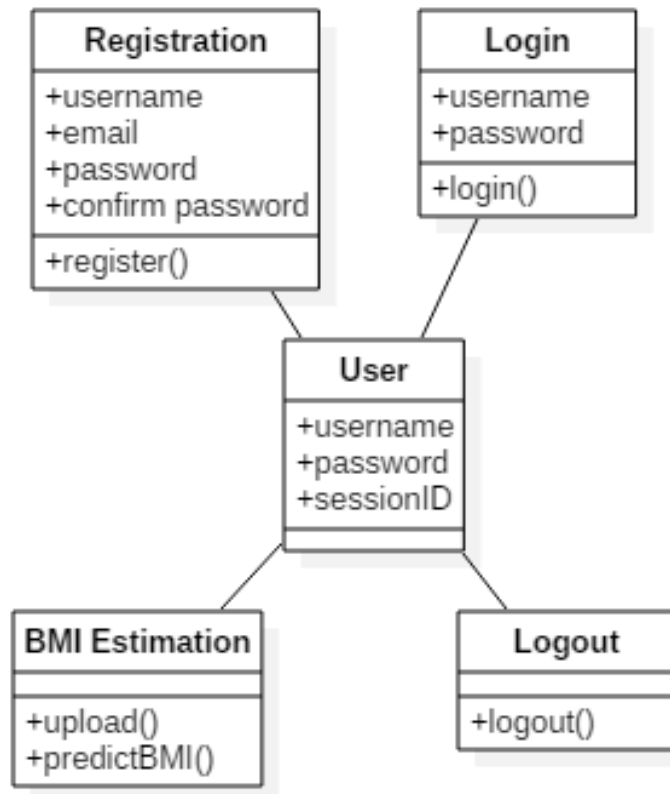 Registration
+username
+email
+password
+confirm password
+register()
Login
+username
+password
+login()
User
+username
+password
+sessionID
BMI Estimation
+upload()
+predictBMI()
Logout
+logout()